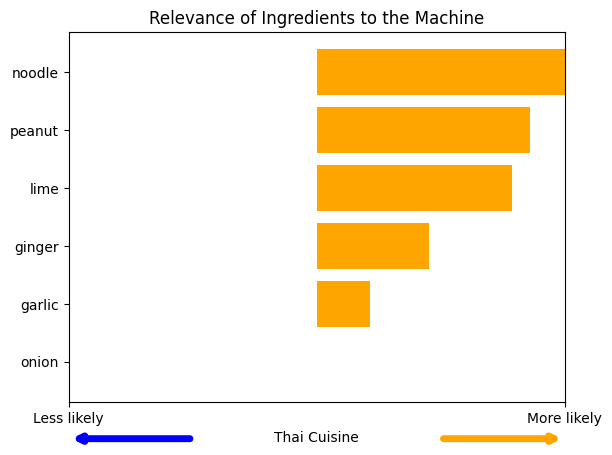 Relevance of Ingredients to the Machine
noodle
peanut
lime
ginger
garlic
onion
Less likely
More likely
Thai Cuisine